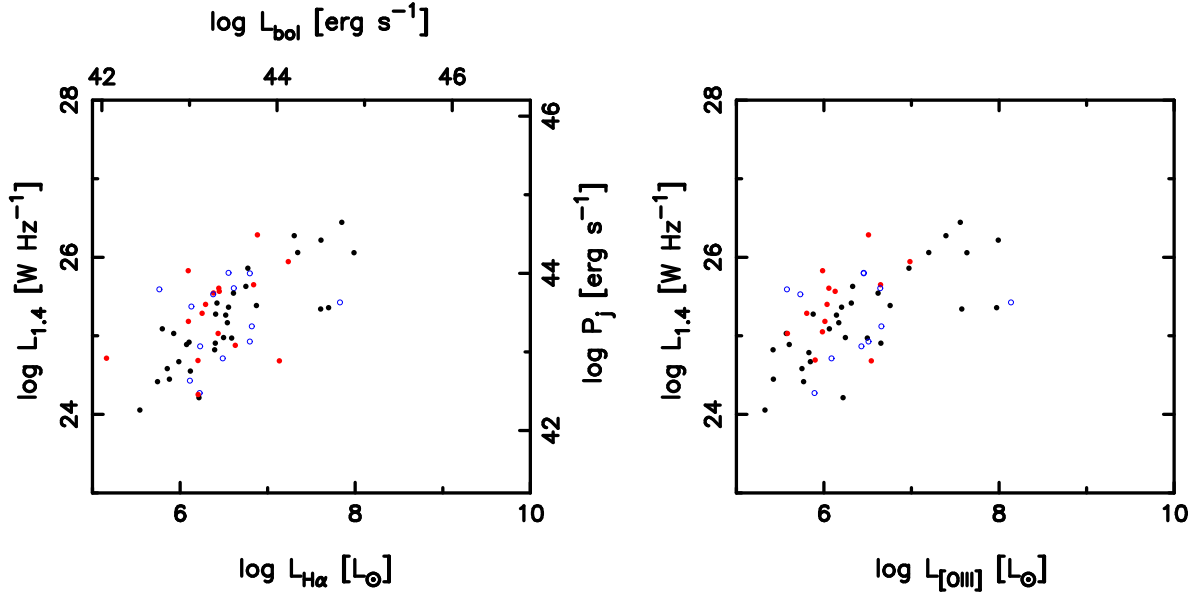 log L_bol [erg s⁻¹]
42 44 46
28 46 28
26 44 26
24 42 24
log L_1.4 [W Hz⁻¹]
log P_j [erg s⁻¹]
log L_1.4 [W Hz⁻¹]
6 8 10 6 8 10
log L_Hα [L_⊙]
log L_[OIII] [L_⊙]